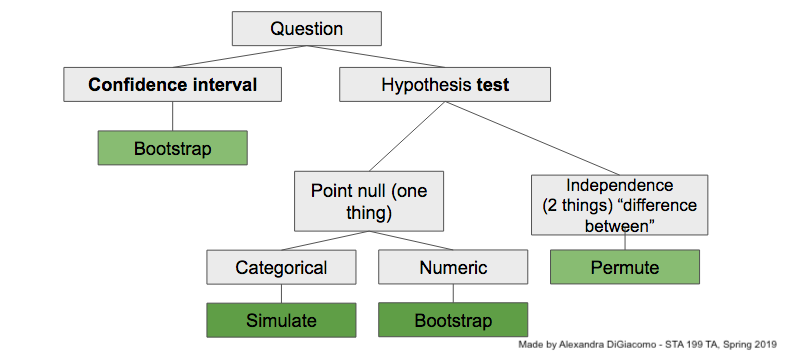 Question
Confidence interval
Hypothesis test
Bootstrap
Point null (one
thing)
Independence
(2 things) “difference
between”
Categorical
Numeric
Permute
Simulate
Bootstrap
Made by Alexandra DiGiacomo - STA 199 TA, Spring 2019